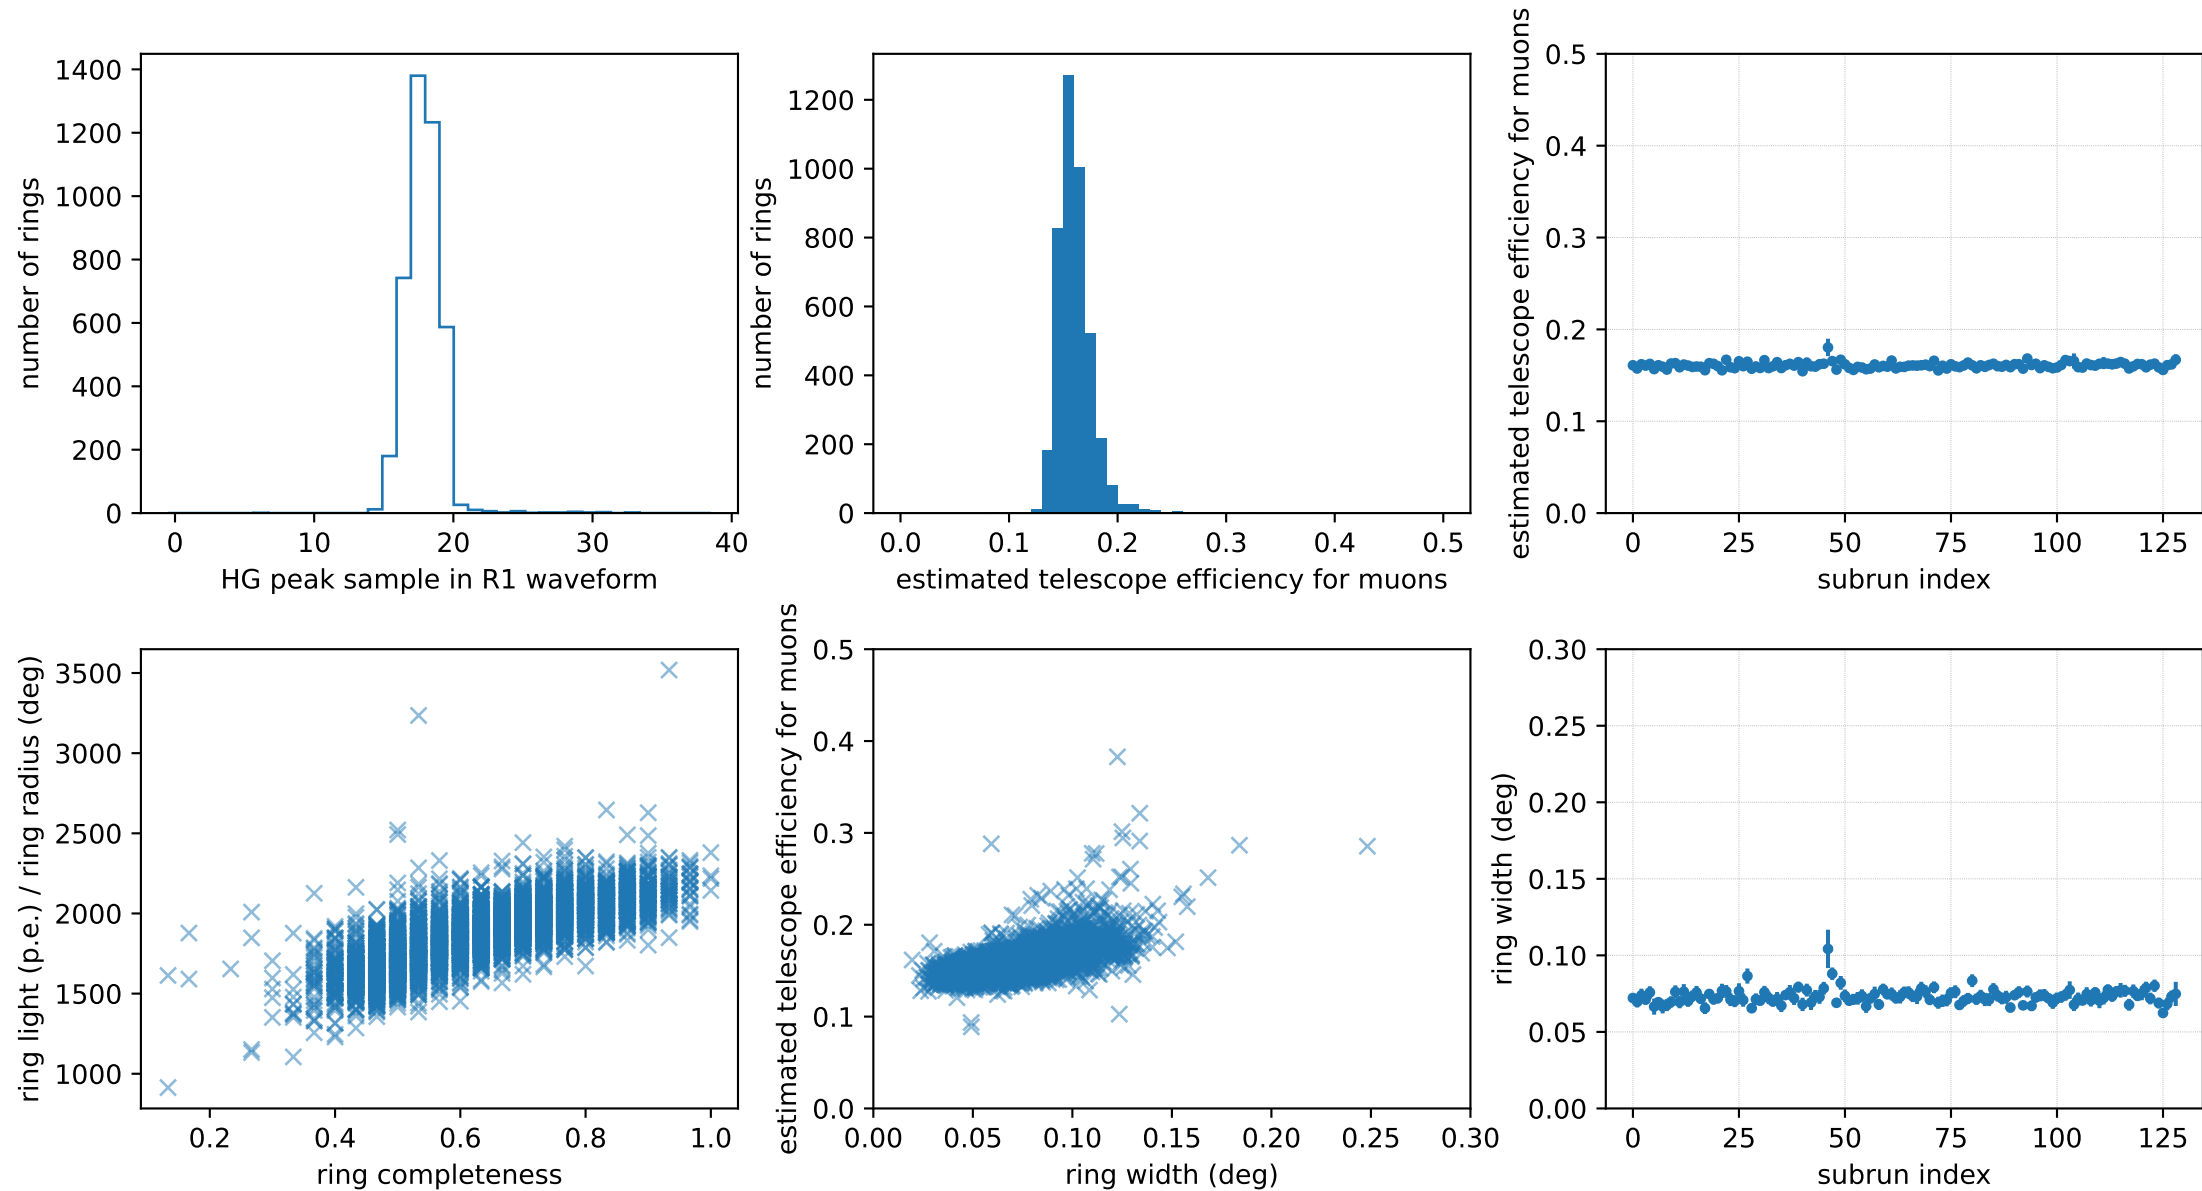 number of rings
1400
1200
1000
800
600
400
200
0
0 10 20 30 40
HG peak sample in R1 waveform
number of rings
1200
1000
800
600
400
200
0
0.0 0.1 0.2 0.3 0.4 0.5
estimated telescope efficiency for muons
estimated telescope efficiency for muons
0.5
0.4
0.3
0.2
0.1
0.0
0 25 50 75 100 125
subrun index
ring light (p.e.) / ring radius (deg)
3500
3000
2500
2000
1500
1000
0.2 0.4 0.6 0.8 1.0
ring completeness
estimated telescope efficiency for muons
0.5
0.4
0.3
0.2
0.1
0.0
0.00 0.05 0.10 0.15 0.20 0.25 0.30
ring width (deg)
ring width (deg)
0.30
0.25
0.20
0.15
0.10
0.05
0.00
0 25 50 75 100 125
subrun index